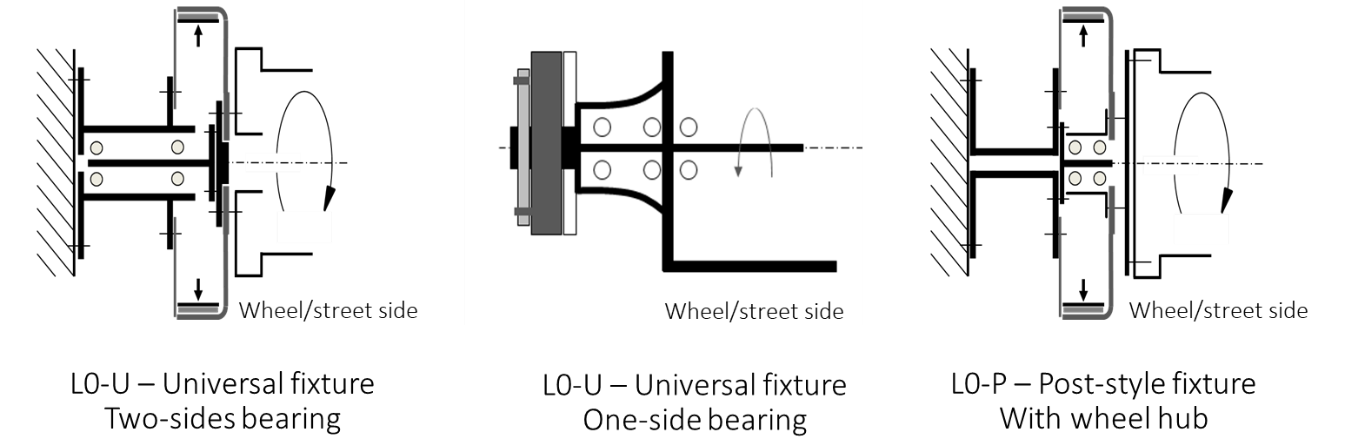 Wheel/street side
Wheel/street side
Wheel/street side
L0-U – Universal fixture
Two-sides bearing
L0-U – Universal fixture
One-side bearing
L0-P – Post-style fixture
With wheel hub